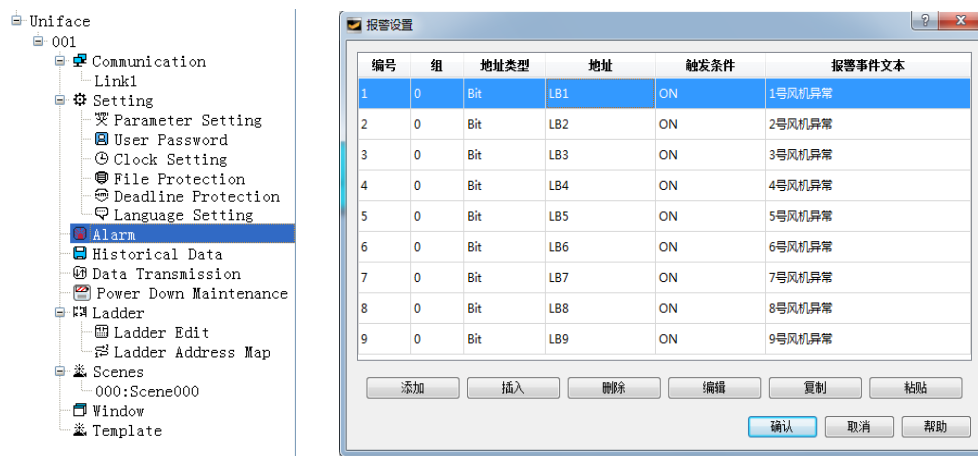 Uniface
001
Communication
Link1
Setting
Parameter Setting
User Password
Clock Setting
File Protection
Deadline Protection
Language Setting
Alarm
Historical Data
Data Transmission
Power Down Maintenance
Ladder
Ladder Edit
Ladder Address Map
Scenes
000:Scene000
Window
Template
报警设置
编号 组 地址类型 地址 触发条件 报警事件文本
1 0 Bit LB1 ON 1号风机异常
2 0 Bit LB2 ON 2号风机异常
3 0 Bit LB3 ON 3号风机异常
4 0 Bit LB4 ON 4号风机异常
5 0 Bit LB5 ON 5号风机异常
6 0 Bit LB6 ON 6号风机异常
7 0 Bit LB7 ON 7号风机异常
8 0 Bit LB8 ON 8号风机异常
9 0 Bit LB9 ON 9号风机异常
添加 插入 删除 编辑 复制 粘贴
确认 取消 帮助